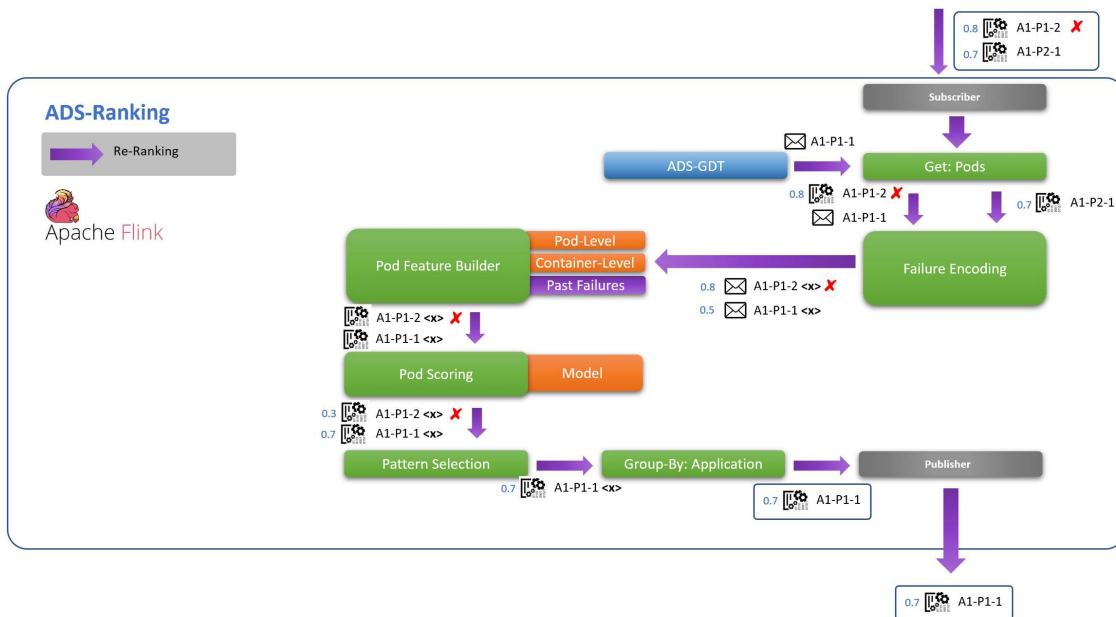 0.8 A1-P1-2 ✗
0.7 A1-P2-1
ADS-Ranking
Re-Ranking
Apache Flink
Subscriber
A1-P1-1
ADS-GDT
Get: Pods
0.8 A1-P1-2 ✗
A1-P1-1
0.7 A1-P2-1
Pod Feature Builder
Pod-Level
Container-Level
Past Failures
Failure Encoding
0.8 A1-P1-2 <x> ✗
0.5 A1-P1-1 <x>
A1-P1-2 <x> ✗
A1-P1-1 <x>
Pod Scoring
Model
0.3 A1-P1-2 <x> ✗
0.7 A1-P1-1 <x>
Pattern Selection
Group-By: Application
Publisher
0.7 A1-P1-1 <x>
0.7 A1-P1-1
0.7 A1-P1-1